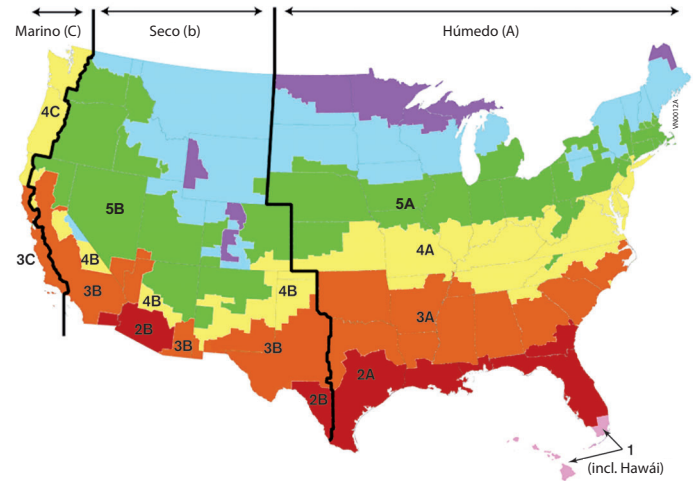 Marino (C)
Seco (b)
Húmedo (A)
VN0012A
4C
5B
5A
4A
3C
4B
3B
4B
4B
3A
2B
3B
3B
2A
2B
1
(incl. Hawái)